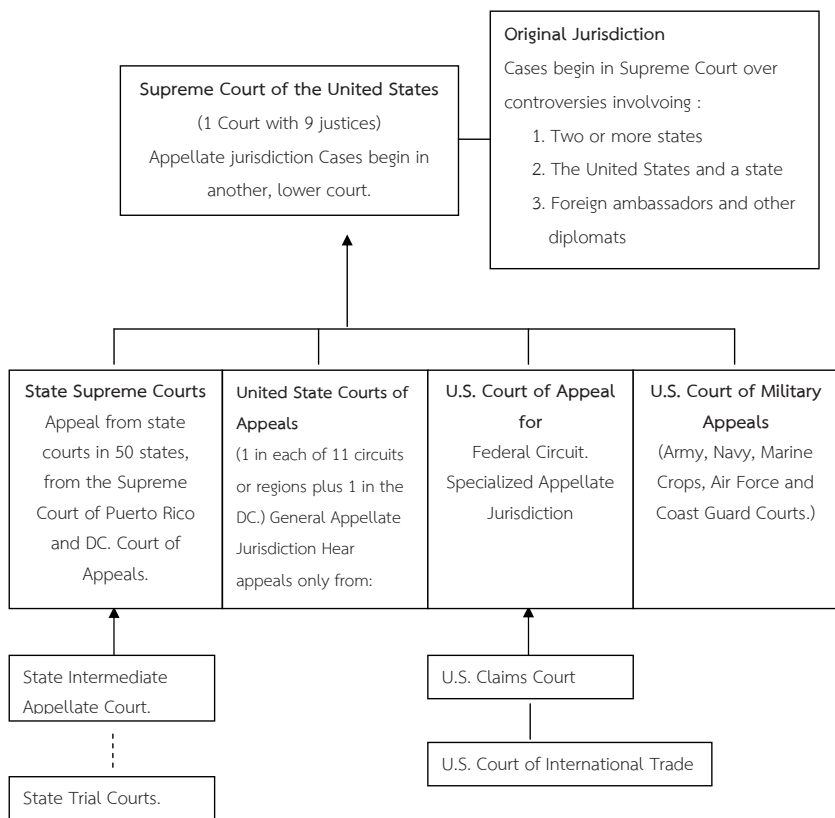 Supreme Court of the United States
(1 Court with 9 justices)
Appellate jurisdiction Cases begin in
another, lower court.
Original Jurisdiction
Cases begin in Supreme Court over
controversies involvoing :
1. Two or more states
2. The United States and a state
3. Foreign ambassadors and other
diplomats
State Supreme Courts
Appeal from state
courts in 50 states,
from the Supreme
Court of Puerto Rico
and DC. Court of
Appeals.
United State Courts of
Appeals
(1 in each of 11 circuits
or regions plus 1 in the
DC.) General Appellate
Jurisdiction Hear
appeals only from:
U.S. Court of Appeal
for
Federal Circuit.
Specialized Appellate
Jurisdiction
U.S. Court of Military
Appeals
(Army, Navy, Marine
Crops, Air Force and
Coast Guard Courts.)
State Intermediate
Appellate Court.
U.S. Claims Court
U.S. Court of International Trade
State Trial Courts.